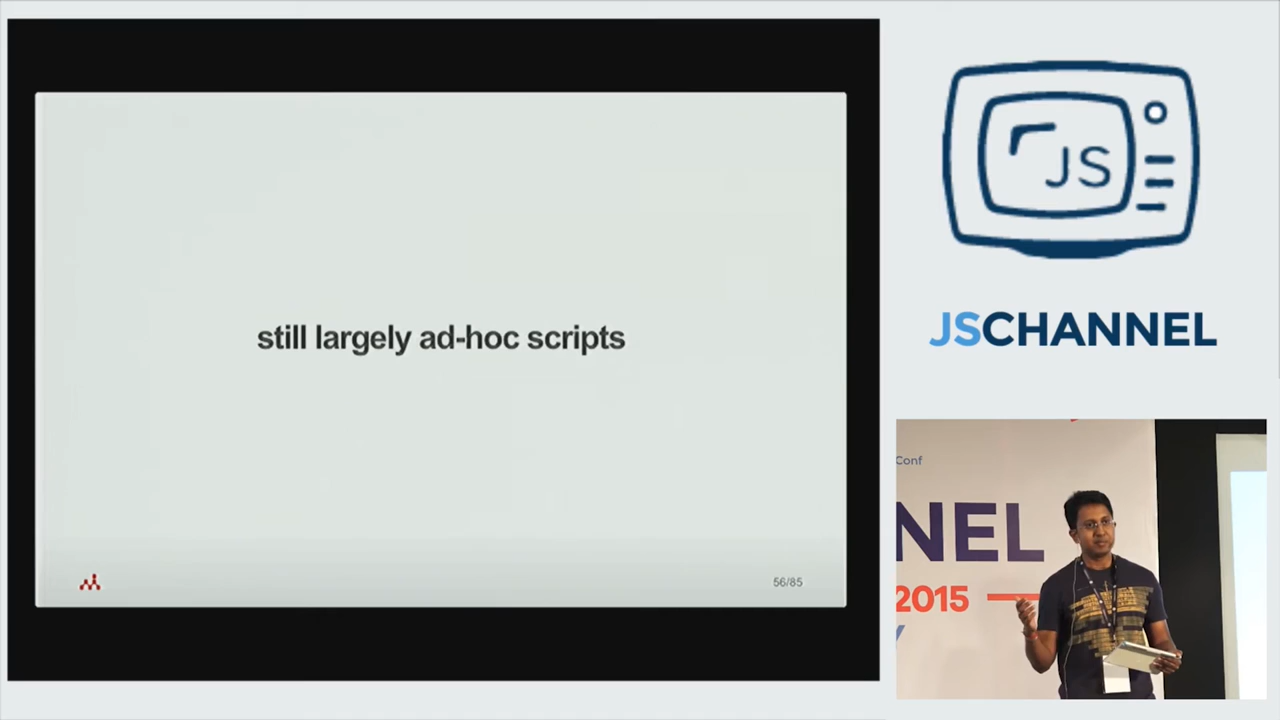 still largely ad-hoc scripts
56/85
JS
JSCHANNEL
Conf
NEL
2015